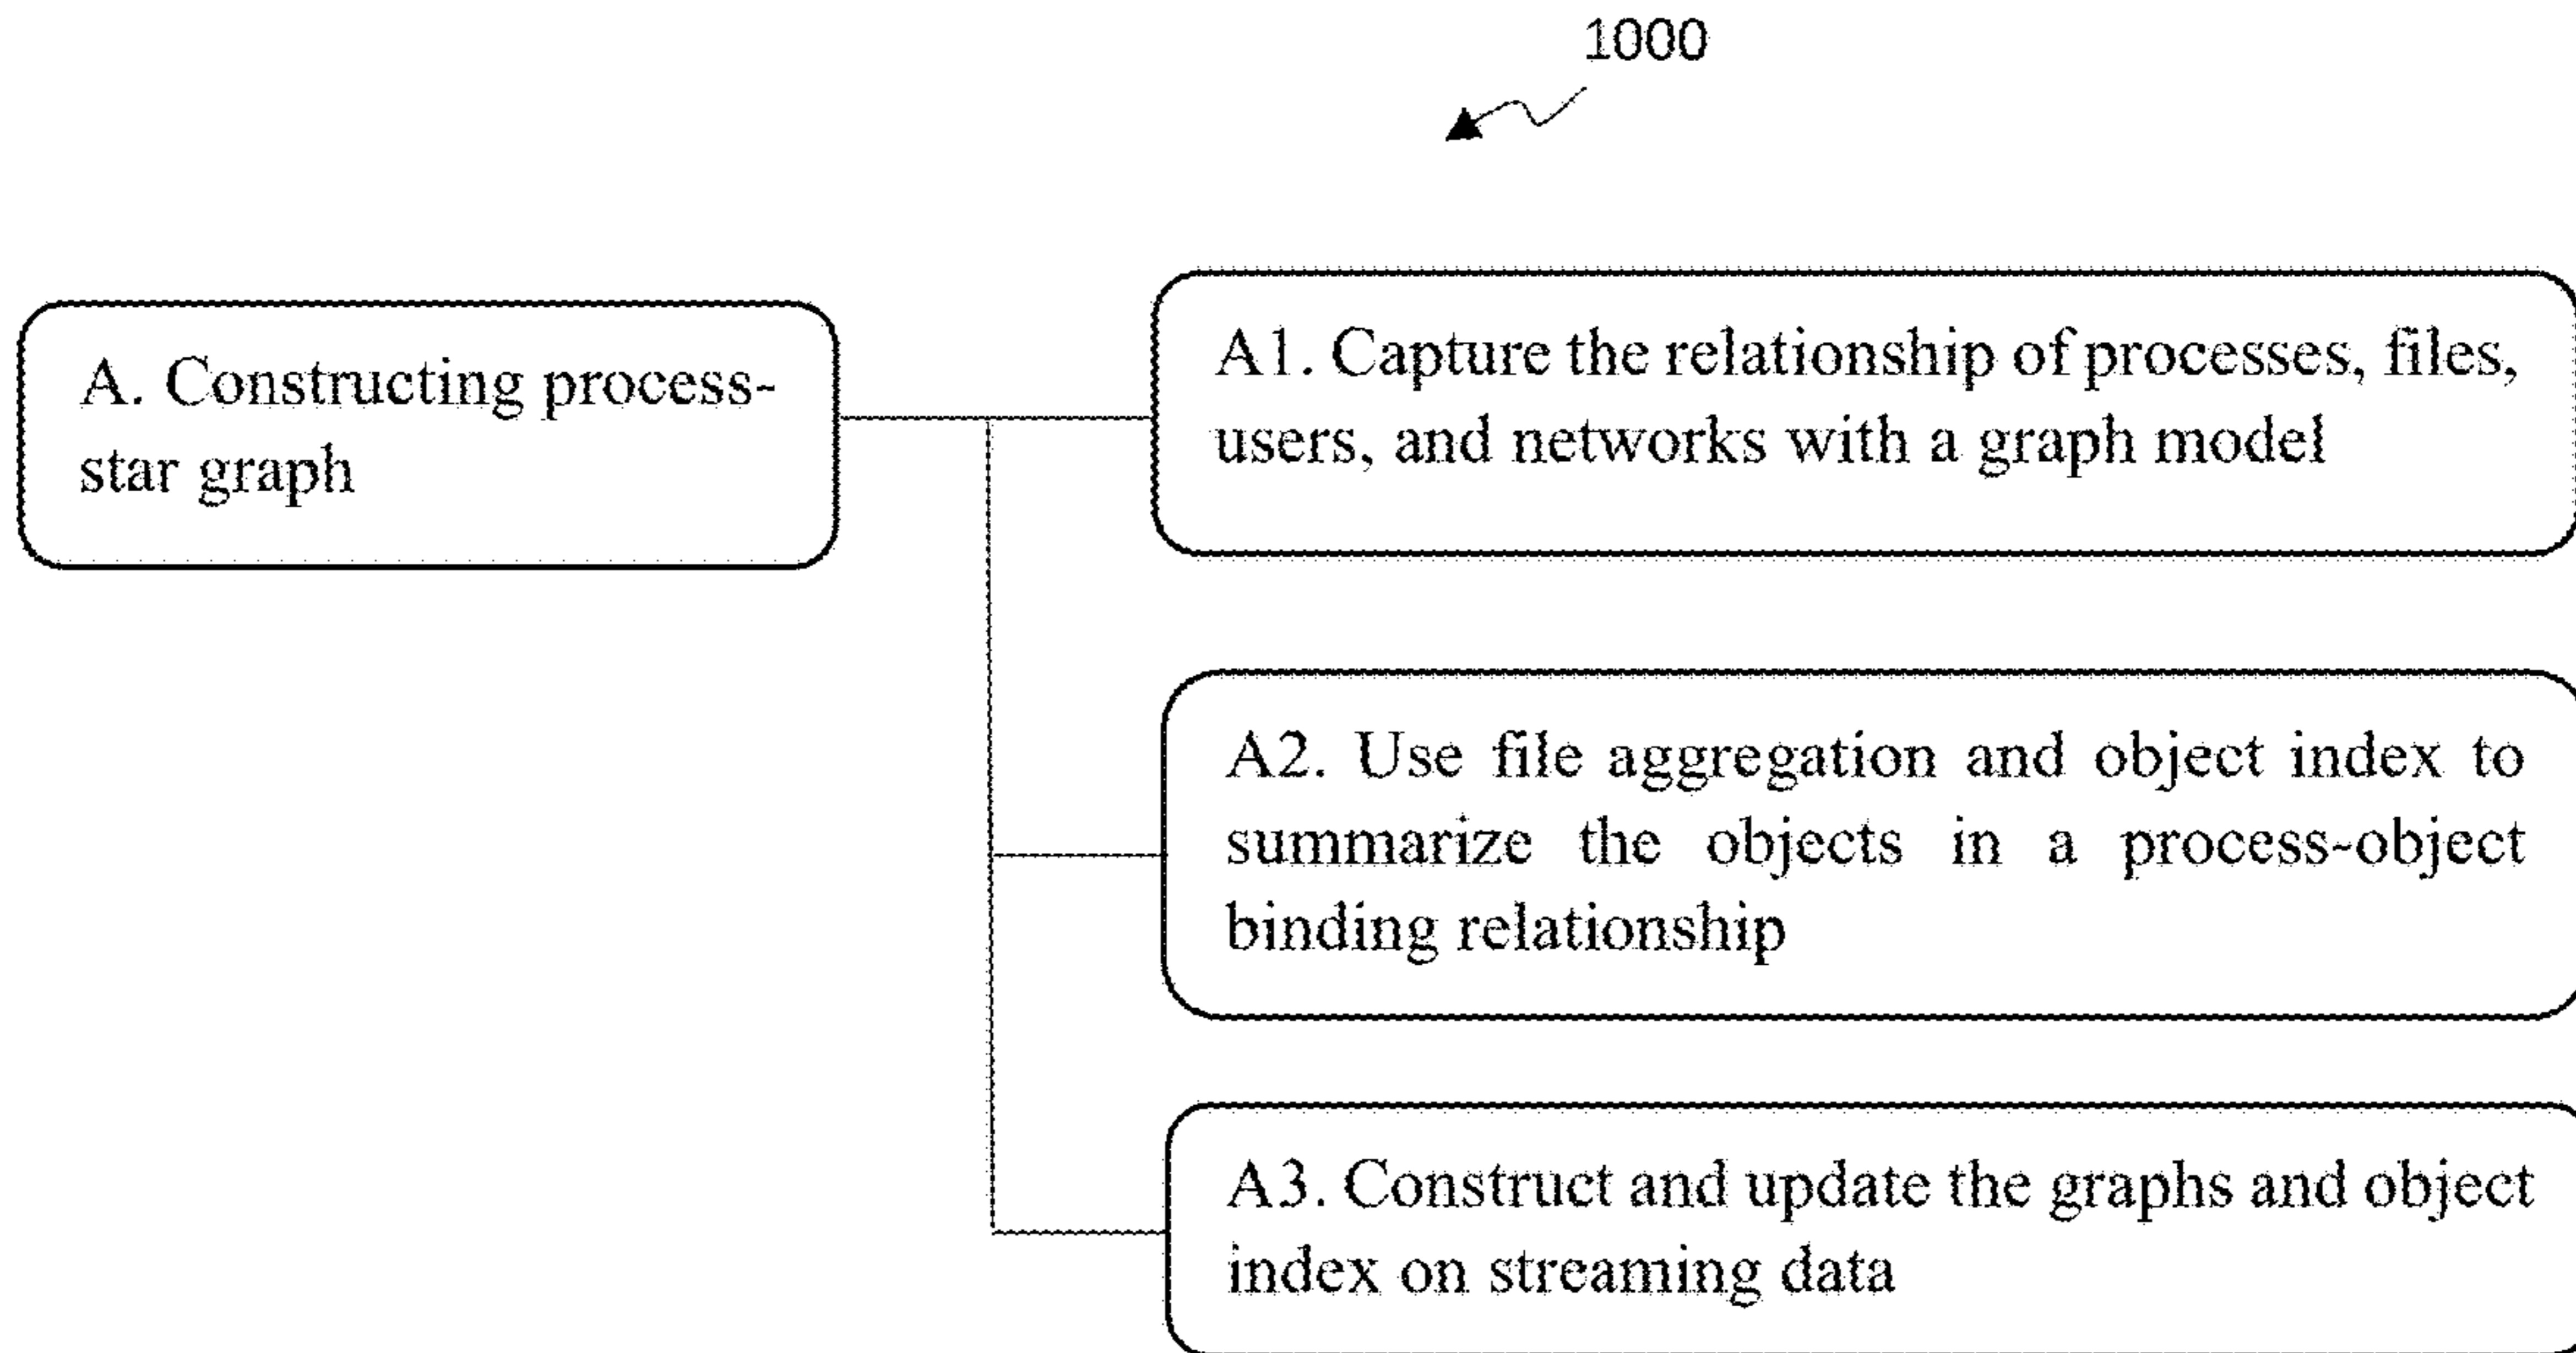 1000
A. Constructing process-
star graph
A1. Capture the relationship of processes, files,
users, and networks with a graph model
A2. Use file aggregation and object index to
summarize the objects in a process-object
binding relationship
A3. Construct and update the graphs and object
index on streaming data